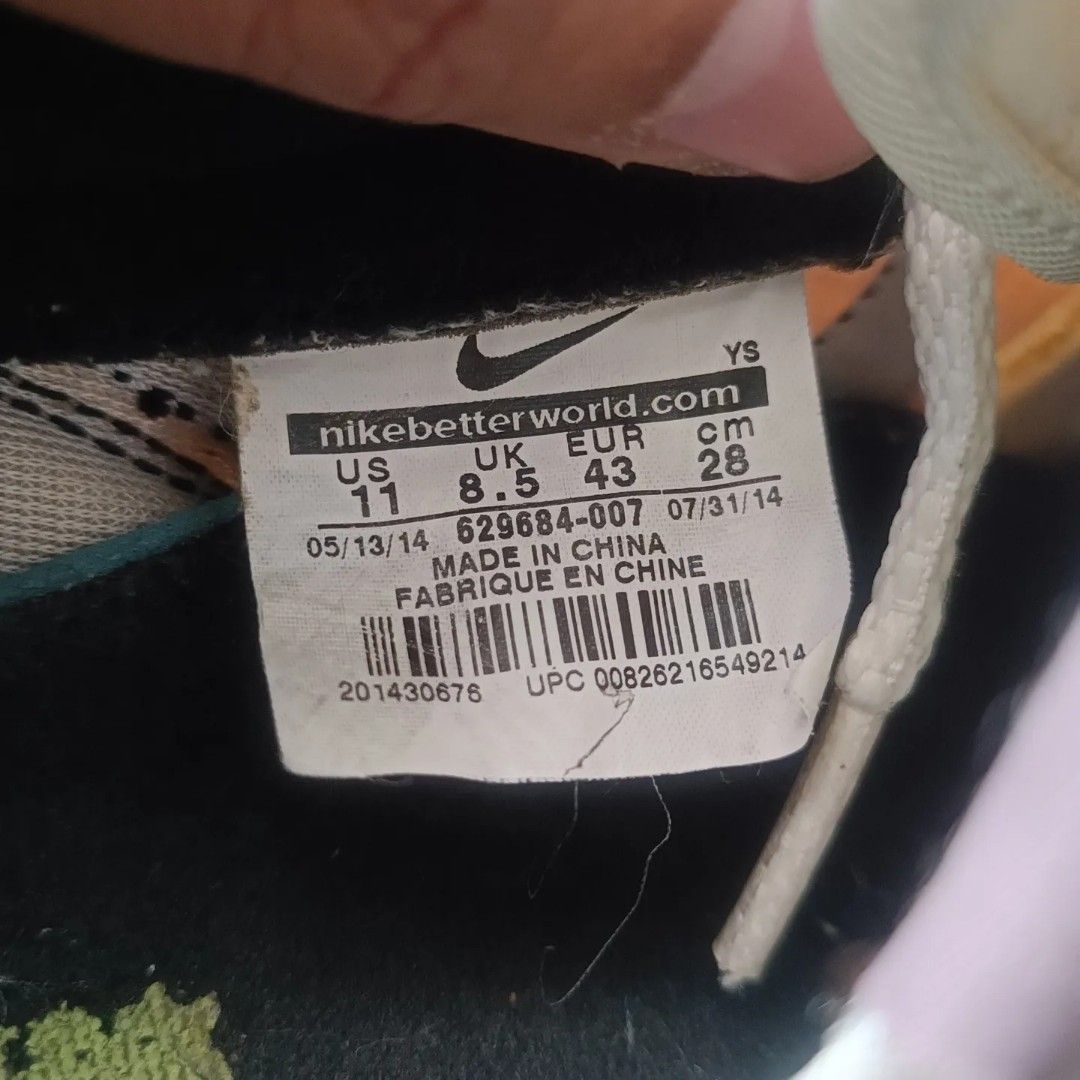 YS
nikebetterworld.com
US UK EUR cm
11 8.5 43 28
05/13/14 629684-007 07/31/14
MADE IN CHINA
FABRIQUE EN CHINE
201430676 UPC 00826216549214